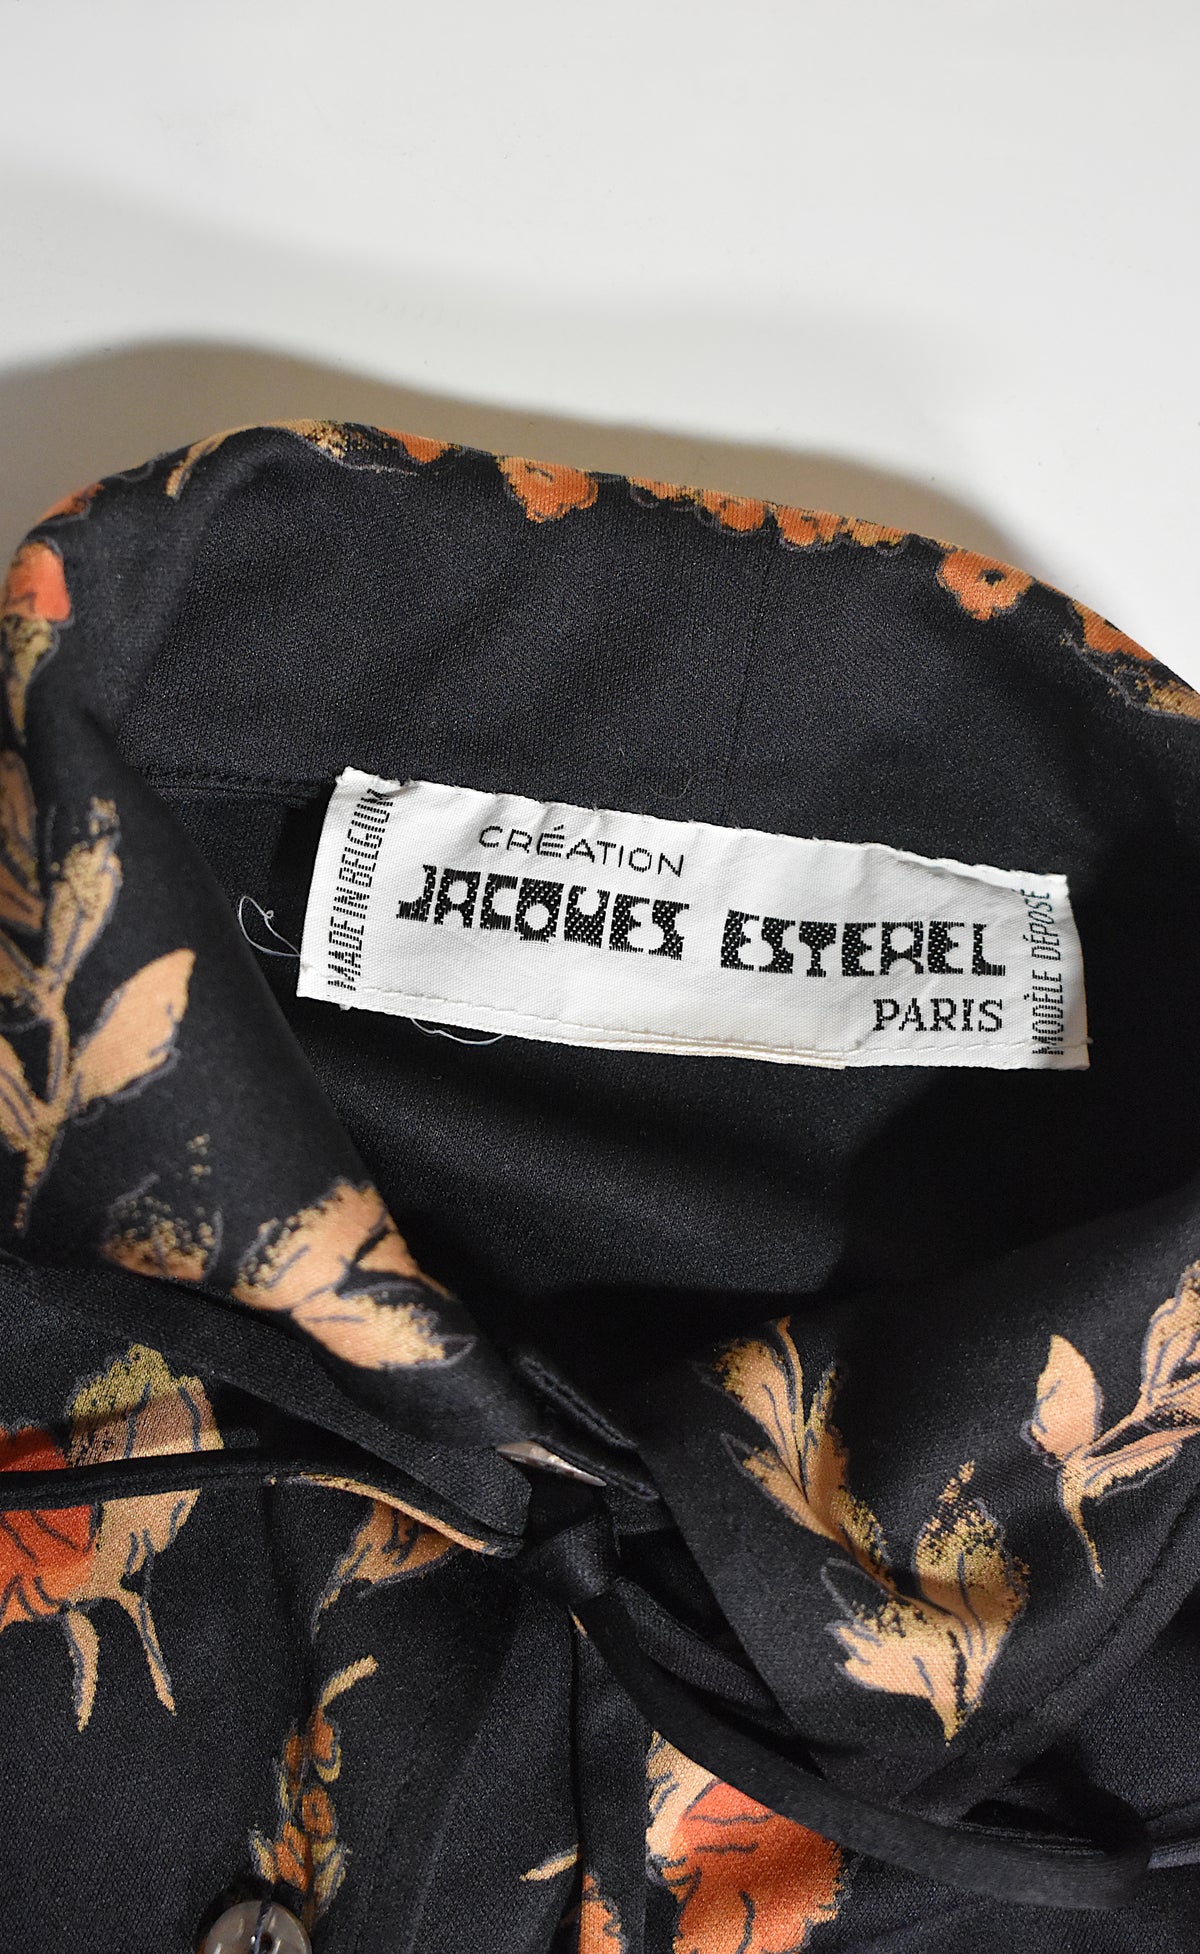 MADE IN BELGIUM
CRÉATION
JACQUES ESTEREL
PARIS
MODÈLE DÉPOSÉ